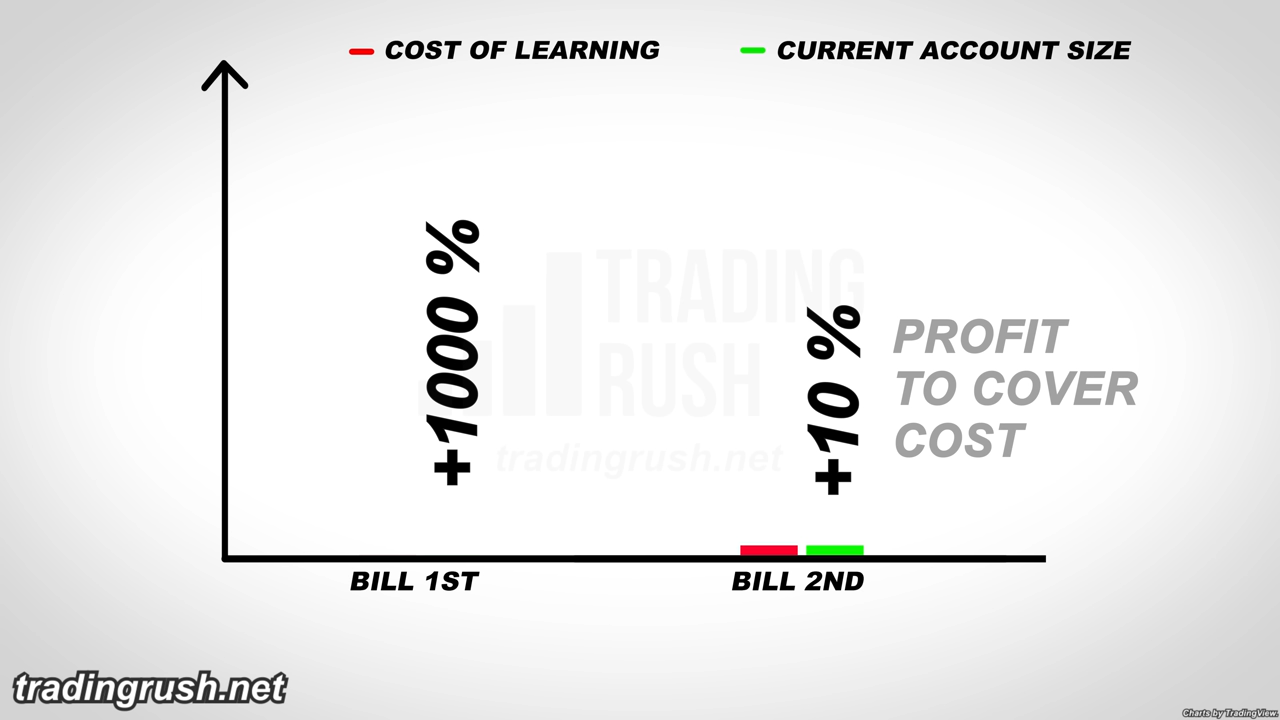 COST OF LEARNING
CURRENT ACCOUNT SIZE
+1000 %
+10 %
PROFIT
TO COVER
COST
TRADING
RUSH
tradingrush.net
BILL 1ST
BILL 2ND
tradingrush.net
Charts by TradingView.